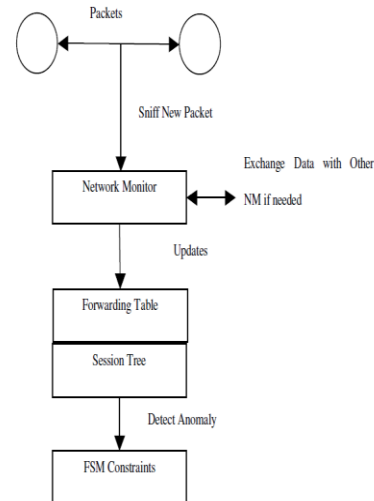 Packets
Sniff New Packet
Exchange Data with Other
NM if needed
Network Monitor
Updates
Forwarding Table
Session Tree
Detect Anomaly
FSM Constraints